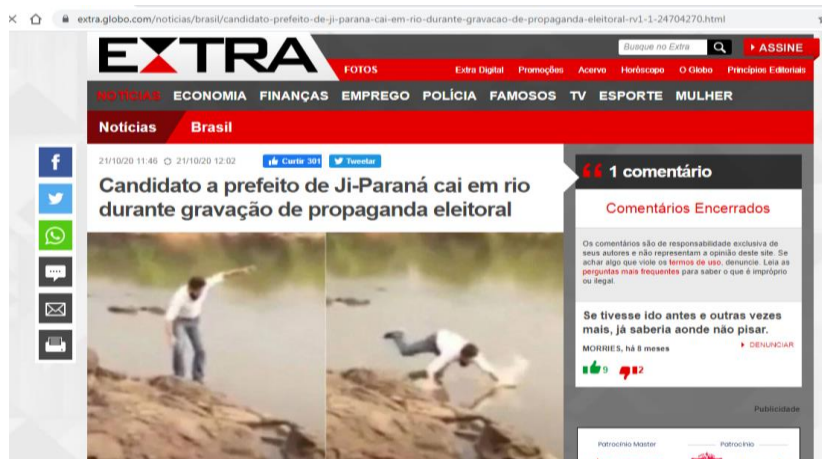 extra.globo.com/noticias/brasil/candidato-prefeito-de-ji-parana-cai-em-rio-durante-gravacao-de-propaganda-eleitoral-rv1-1-24704270.html
EXTRA
Busque no Extra
ASSINE
FOTOS
Extra Digital Promoções Acervo Horóscopo O Globo Princípios Editoriais
NOTÍCIAS ECONOMIA FINANÇAS EMPREGO POLÍCIA FAMOSOS TV ESPORTE MULHER
Notícias Brasil
21/10/20 11:46 21/10/20 12:02 Curtir 301 Tweetar
Candidato a prefeito de Ji-Paraná cai em rio
durante gravação de propaganda eleitoral
1 comentário
Comentários Encerrados
Os comentários são de responsabilidade exclusiva de
seus autores e não representam a opinião deste site. Se
achar algo que viole os termos de uso, denuncie. Leia as
perguntas mais frequentes para saber o que é impróprio
ou ilegal.
Se tivesse ido antes e outras vezes
mais, já saberia aonde não pisar.
MORRIES, há 8 meses DENUNCIAR
9 2
Publicidade
Patrocínio Master Patrocínio